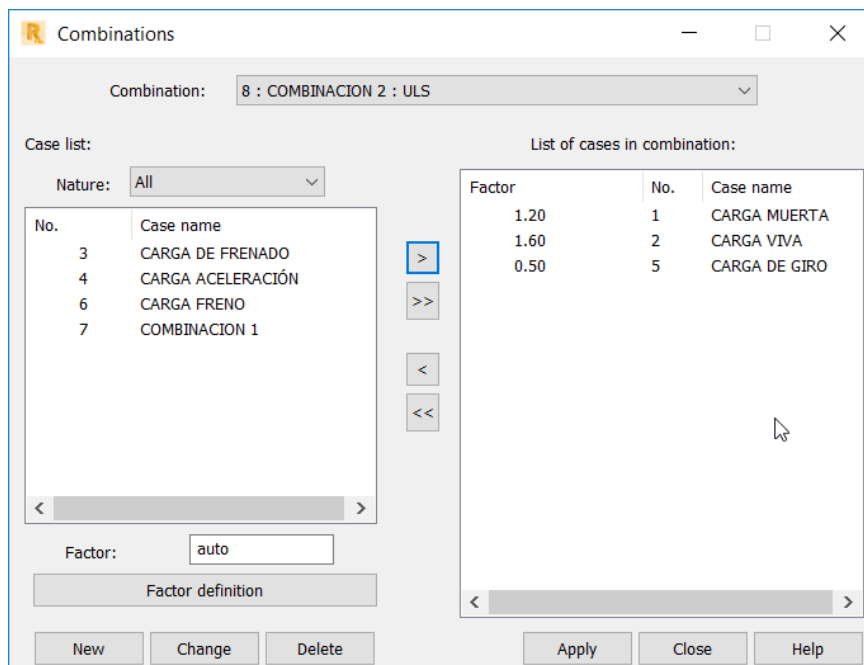 Combinations
Combination: 8 : COMBINACION 2 : ULS
Case list:
Nature: All
No. Case name
3 CARGA DE FRENADO
4 CARGA ACELERACIÓN
6 CARGA FRENO
7 COMBINACION 1
Factor: auto
Factor definition
New Change Delete
>
>>
<
<<
List of cases in combination:
Factor No. Case name
1.20 1 CARGA MUERTA
1.60 2 CARGA VIVA
0.50 5 CARGA DE GIRO
Apply Close Help